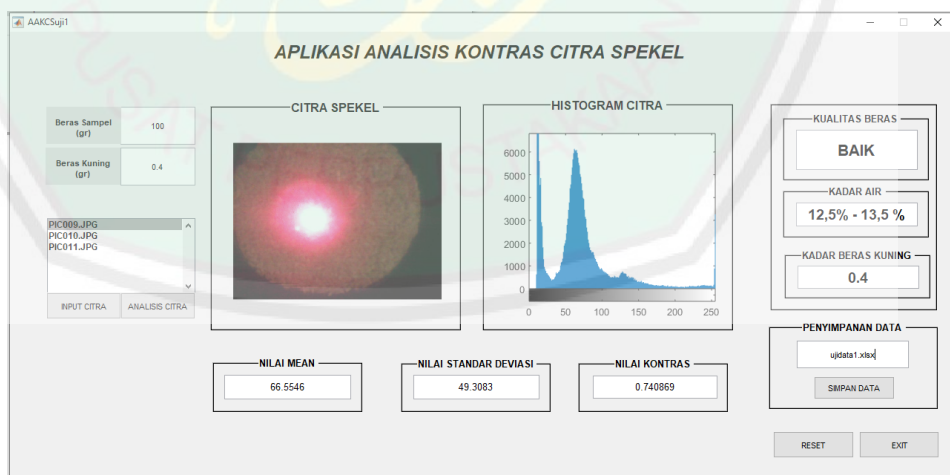 AAKCSuji1
APLIKASI ANALISIS KONTRAS CITRA SPEKEL
Beras Sampel
(gr)
100
Beras Kuning
(gr)
0.4
PIC009.JPG
PIC010.JPG
PIC011.JPG
INPUT CITRA
ANALISIS CITRA
CITRA SPEKEL
HISTOGRAM CITRA
6000
5000
4000
3000
2000
1000
0
0 50 100 150 200 250
KUALITAS BERAS
BAIK
KADAR AIR
12,5% - 13,5 %
KADAR BERAS KUNING
0.4
NILAI MEAN
66.5546
NILAI STANDAR DEVIASI
49.3083
NILAI KONTRAS
0.740869
PENYIMPANAN DATA
ujidata1.xlsx
SIMPAN DATA
RESET
EXIT
PUSAT